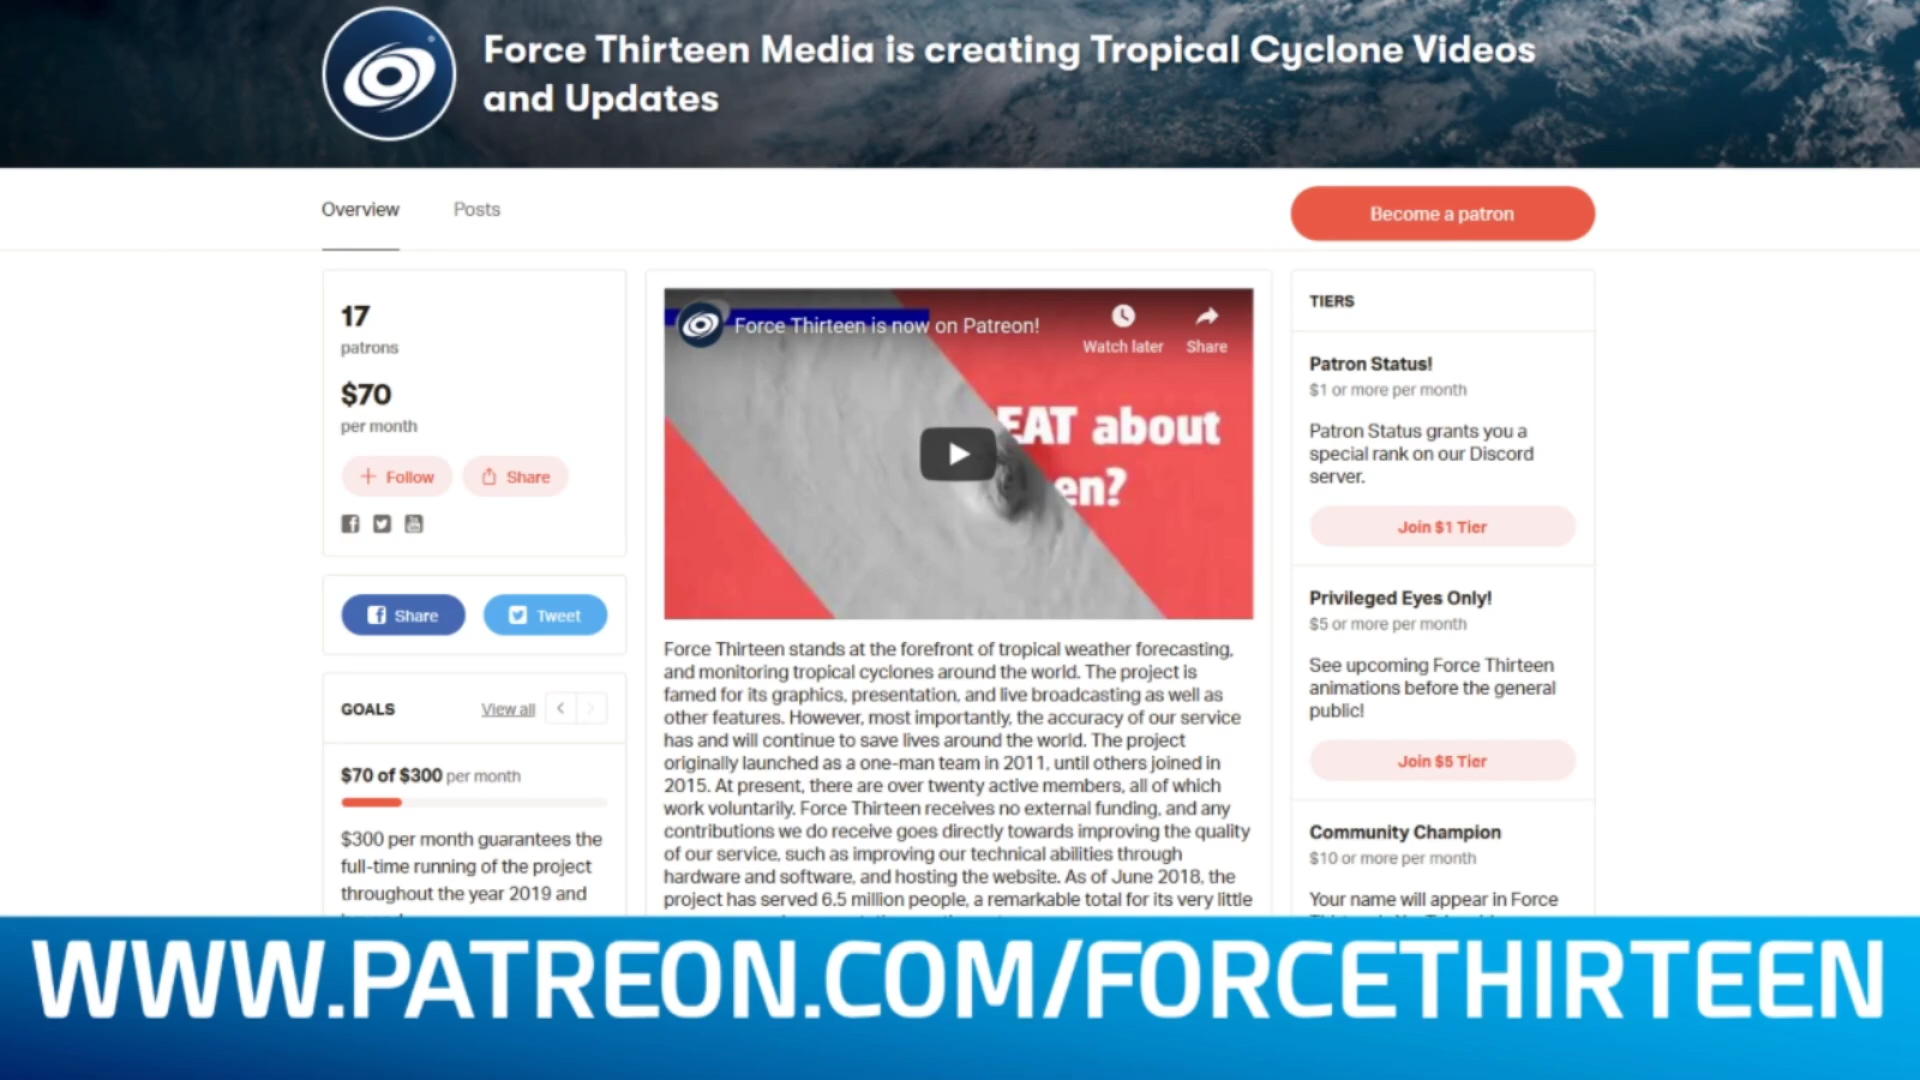 Force Thirteen Media is creating Tropical Cyclone Videos
and Updates
Overview
Posts
Become a patron
17
patrons
$70
per month
Follow
Share
Share
Tweet
GOALS
View all
$70 of $300 per month
$300 per month guarantees the
full-time running of the project
throughout the year 2019 and
Force Thirteen is now on Patreon!
Watch later
Share
EAT about
en?
Force Thirteen stands at the forefront of tropical weather forecasting,
and monitoring tropical cyclones around the world. The project is
famed for its graphics, presentation, and live broadcasting as well as
other features. However, most importantly, the accuracy of our service
has and will continue to save lives around the world. The project
originally launched as a one-man team in 2011, until others joined in
2015. At present, there are over twenty active members, all of which
work voluntarily. Force Thirteen receives no external funding, and any
contributions we do receive goes directly towards improving the quality
of our service, such as improving our technical abilities through
hardware and software, and hosting the website. As of June 2018, the
project has served 6.5 million people, a remarkable total for its very little
TIERS
Patron Status!
$1 or more per month
Patron Status grants you a
special rank on our Discord
server.
Join $1 Tier
Privileged Eyes Only!
$5 or more per month
See upcoming Force Thirteen
animations before the general
public!
Join $5 Tier
Community Champion
$10 or more per month
Your name will appear in Force
WWW.PATREON.COM/FORCETHIRTEEN